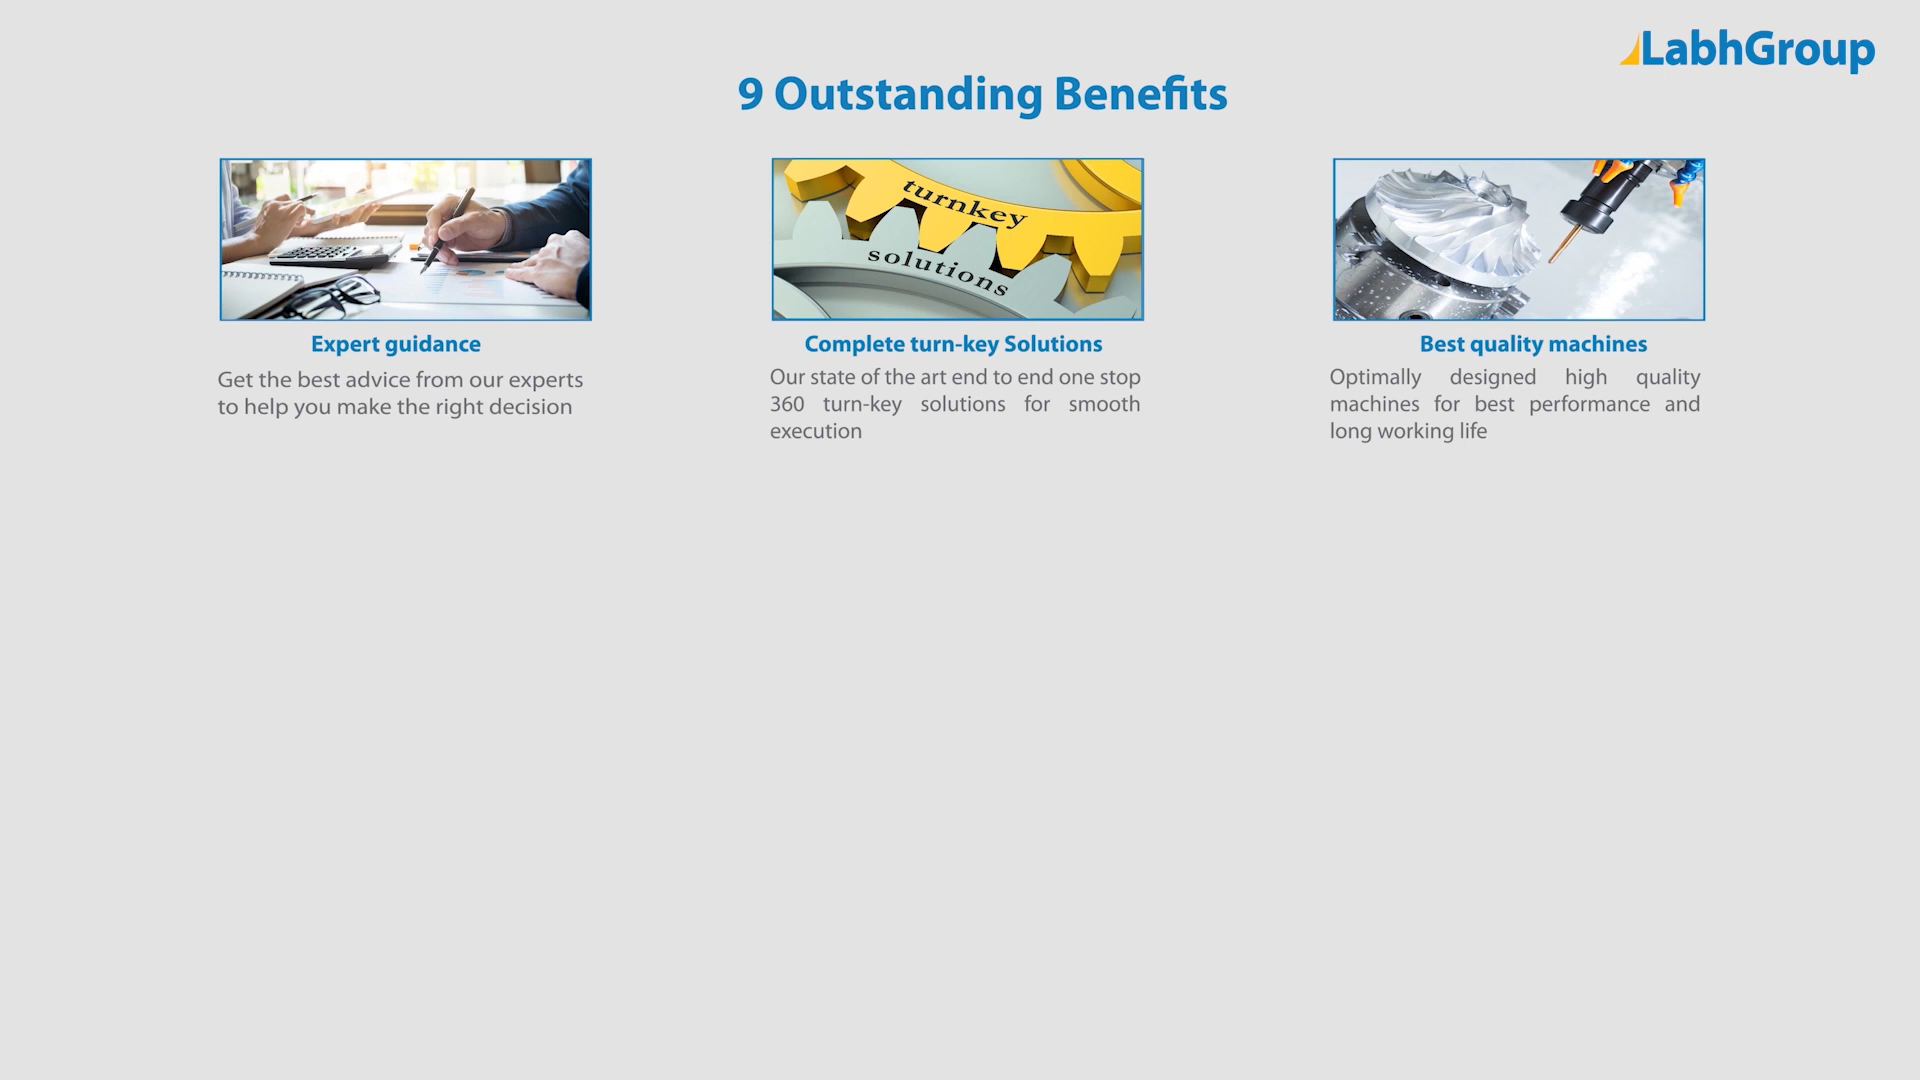 LabhGroup
9 Outstanding Benefits
turnkey
solutions
Expert guidance
Get the best advice from our experts
to help you make the right decision
Complete turn-key Solutions
Our state of the art end to end one stop
360 turn-key solutions for smooth
execution
Best quality machines
Optimally designed high quality
machines for best performance and
long working life